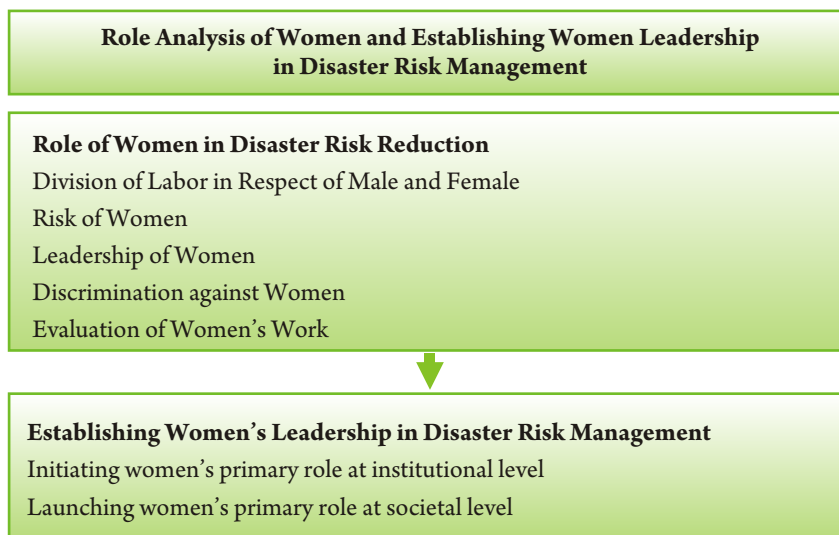 Role Analysis of Women and Establishing Women Leadership
in Disaster Risk Management
Role of Women in Disaster Risk Reduction
Division of Labor in Respect of Male and Female
Risk of Women
Leadership of Women
Discrimination against Women
Evaluation of Women’s Work
Establishing Women’s Leadership in Disaster Risk Management
Initiating women’s primary role at institutional level
Launching women’s primary role at societal level